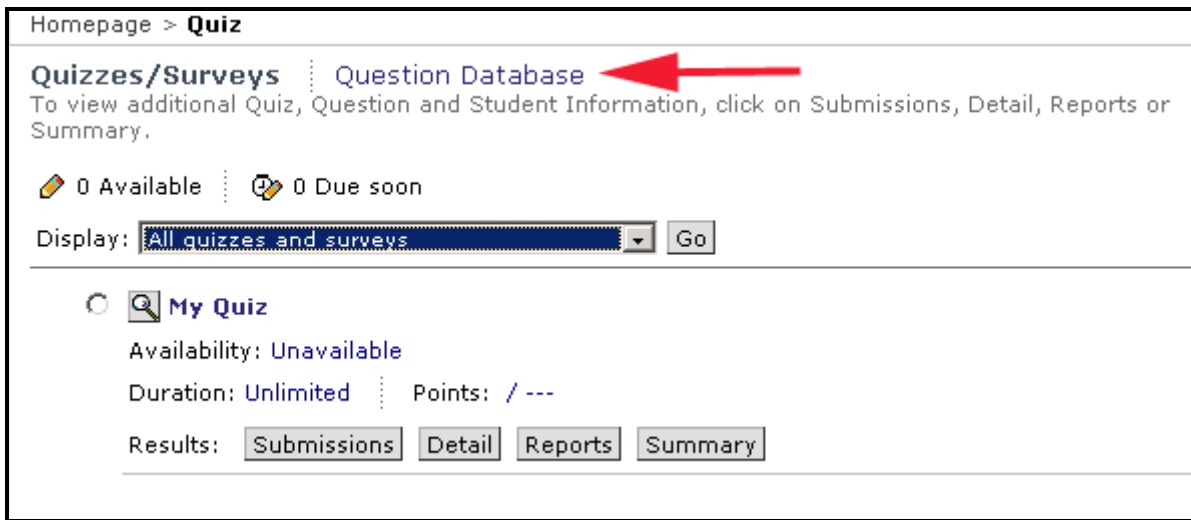 Homepage > Quiz
Quizzes/Surveys Question Database
To view additional Quiz, Question and Student Information, click on Submissions, Detail, Reports or
Summary.
0 Available 0 Due soon
Display: All quizzes and surveys Go
My Quiz
Availability: Unavailable
Duration: Unlimited Points: / ---
Results: Submissions Detail Reports Summary